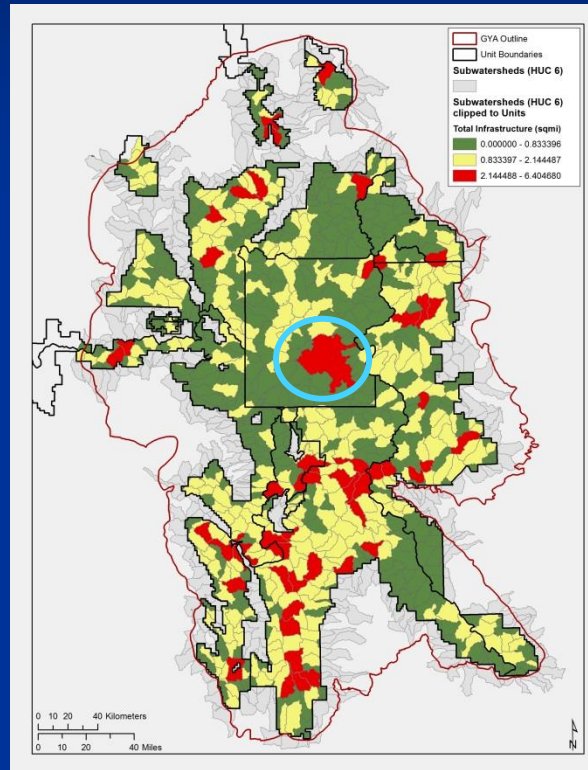 GYA Outline
Unit Boundaries
Subwatersheds (HUC 6)
Subwatersheds (HUC 6)
clipped to Units
Total Infrastructure (sqmi)
0.000000 - 0.833396
0.833397 - 2.144487
2.144488 - 6.404680
0 10 20 40 Kilometers
0 10 20 40 Miles